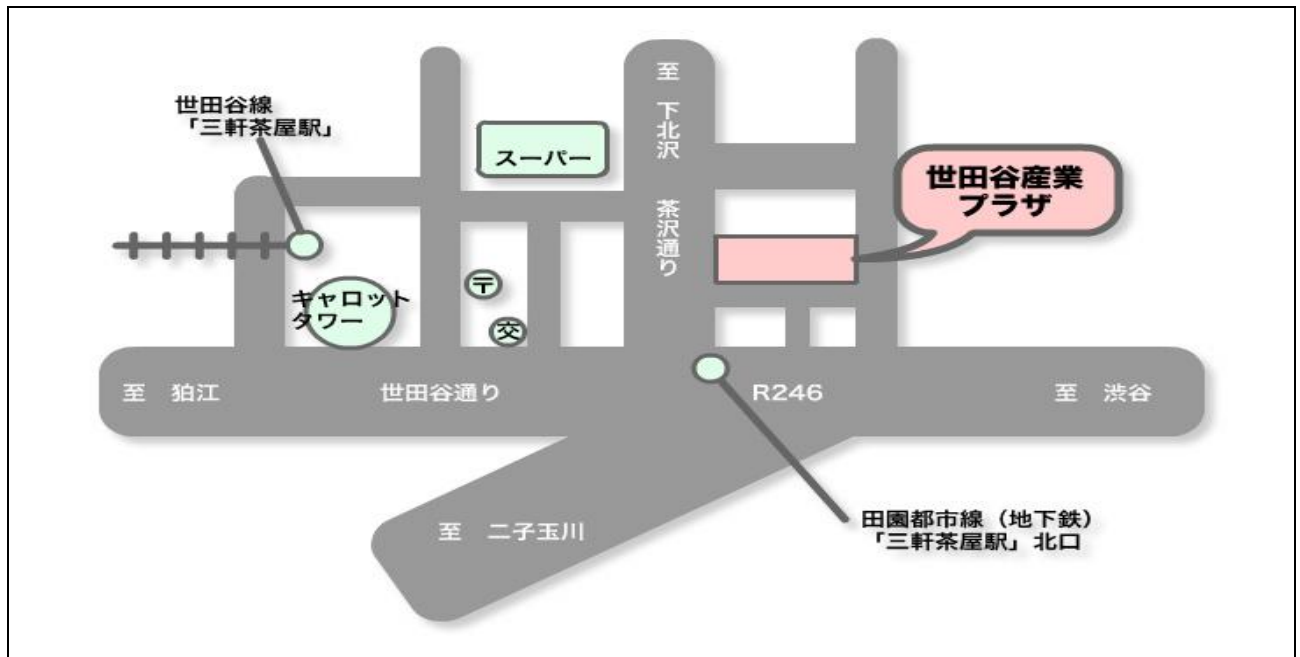 世田谷線
「三軒茶屋駅」
スーパー
至 下北沢
茶沢通り
世田谷産業
プラザ
キャロット
タワー
〒
交
至 狛江
世田谷通り
R246
至 渋谷
至 二子玉川
田園都市線（地下鉄）
「三軒茶屋駅」北口